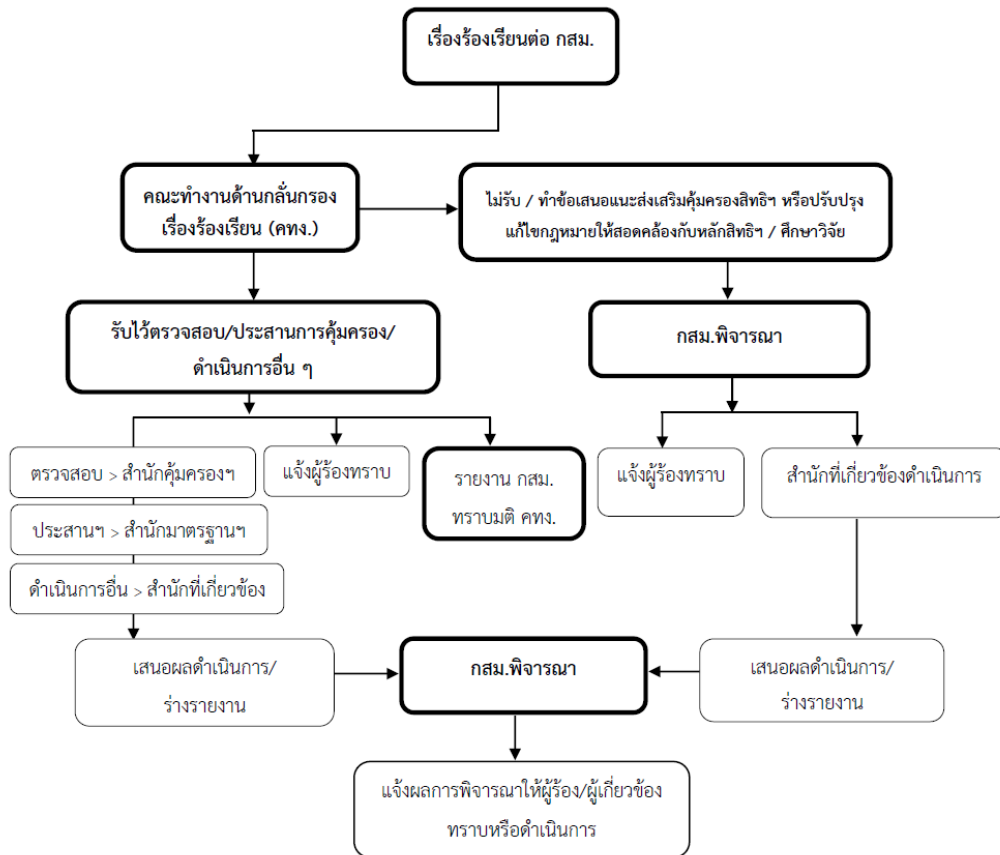 เรื่องร้องเรียนต่อ กสม.
คณะทำงานด้านกลั่นกรอง
เรื่องร้องเรียน (คทง.)
ไม่รับ / ทำข้อเสนอแนะส่งเสริมคุ้มครองสิทธิฯ หรือปรับปรุง
แก้ไขกฎหมายให้สอดคล้องกับหลักสิทธิฯ / ศึกษาวิจัย
รับไว้ตรวจสอบ/ประสานการคุ้มครอง/
ดำเนินการอื่น ๆ
กสม.พิจารณา
ตรวจสอบ > สำนักคุ้มครองฯ
ประสานฯ > สำนักมาตรฐานฯ
ดำเนินการอื่น > สำนักที่เกี่ยวข้อง
แจ้งผู้ร้องทราบ
รายงาน กสม.
ทราบมติ คทง.
แจ้งผู้ร้องทราบ
สำนักที่เกี่ยวข้องดำเนินการ
เสนอผลดำเนินการ/
ร่างรายงาน
กสม.พิจารณา
เสนอผลดำเนินการ/
ร่างรายงาน
แจ้งผลการพิจารณาให้ผู้ร้อง/ผู้เกี่ยวข้อง
ทราบหรือดำเนินการ